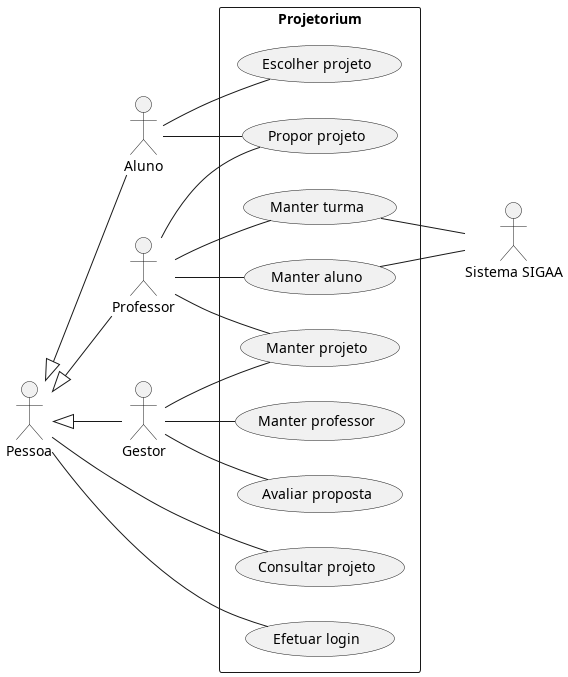 Projetorium
Escolher projeto
Propor projeto
Aluno
Manter turma
Manter aluno
Sistema SIGAA
Professor
Manter projeto
Manter professor
Pessoa
Gestor
Avaliar proposta
Consultar projeto
Efetuar login